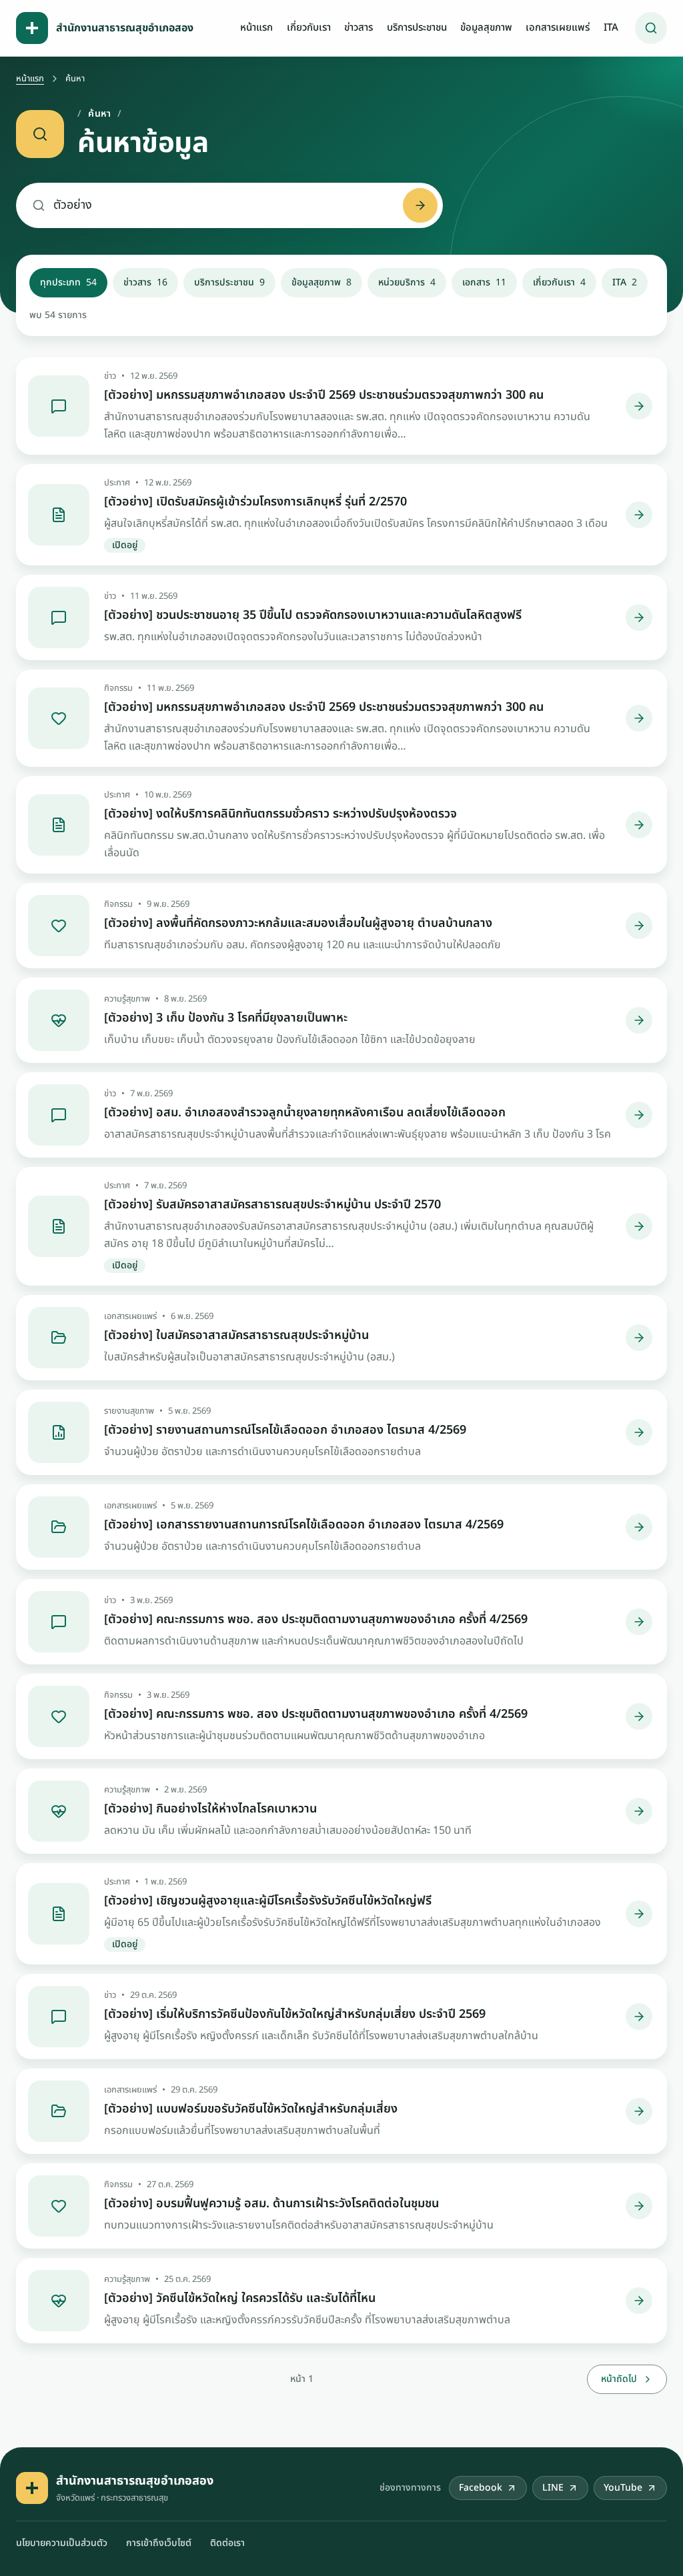 สำนักงานสาธารณสุขอำเภอสอง
หน้าแรก เกี่ยวกับเรา ข่าวสาร บริการประชาชน ข้อมูลสุขภาพ เอกสารเผยแพร่ ITA
หน้าแรก > ค้นหา
/ ค้นหา /
ค้นหาข้อมูล
ตัวอย่าง
ทุกประเภท 54 ข่าวสาร 16 บริการประชาชน 9 ข้อมูลสุขภาพ 8 หน่วยบริการ 4 เอกสาร 11 เกี่ยวกับเรา 4 ITA 2
พบ 54 รายการ
ข่าว • 12 พ.ย. 2569
[ตัวอย่าง] มหกรรมสุขภาพอำเภอสอง ประจำปี 2569 ประชาชนร่วมตรวจสุขภาพกว่า 300 คน
สำนักงานสาธารณสุขอำเภอสองร่วมกับโรงพยาบาลสองและ รพ.สต. ทุกแห่ง เปิดจุดตรวจคัดกรองเบาหวาน ความดัน
โลหิต และสุขภาพช่องปาก พร้อมสาธิตอาหารและการออกกำลังกายเพื่อ...
ประกาศ • 12 พ.ย. 2569
[ตัวอย่าง] เปิดรับสมัครผู้เข้าร่วมโครงการเลิกบุหรี่ รุ่นที่ 2/2570
ผู้สนใจเลิกบุหรี่สมัครได้ที่ รพ.สต. ทุกแห่งในอำเภอสองเมื่อถึงวันเปิดรับสมัคร โครงการมีคลินิกให้คำปรึกษาตลอด 3 เดือน
เปิดอยู่
ข่าว • 11 พ.ย. 2569
[ตัวอย่าง] ชวนประชาชนอายุ 35 ปีขึ้นไป ตรวจคัดกรองเบาหวานและความดันโลหิตสูงฟรี
รพ.สต. ทุกแห่งในอำเภอสองเปิดจุดตรวจคัดกรองในวันและเวลาราชการ ไม่ต้องนัดล่วงหน้า
กิจกรรม • 11 พ.ย. 2569
[ตัวอย่าง] มหกรรมสุขภาพอำเภอสอง ประจำปี 2569 ประชาชนร่วมตรวจสุขภาพกว่า 300 คน
สำนักงานสาธารณสุขอำเภอสองร่วมกับโรงพยาบาลสองและ รพ.สต. ทุกแห่ง เปิดจุดตรวจคัดกรองเบาหวาน ความดัน
โลหิต และสุขภาพช่องปาก พร้อมสาธิตอาหารและการออกกำลังกายเพื่อ...
ประกาศ • 10 พ.ย. 2569
[ตัวอย่าง] งดให้บริการคลินิกทันตกรรมชั่วคราว ระหว่างปรับปรุงห้องตรวจ
คลินิกทันตกรรม รพ.สต.บ้านกลาง งดให้บริการชั่วคราวระหว่างปรับปรุงห้องตรวจ ผู้ที่มีนัดหมายโปรดติดต่อ รพ.สต. เพื่อ
เลื่อนนัด
กิจกรรม • 9 พ.ย. 2569
[ตัวอย่าง] ลงพื้นที่คัดกรองภาวะหกล้มและสมองเสื่อมในผู้สูงอายุ ตำบลบ้านกลาง
ทีมสาธารณสุขอำเภอร่วมกับ อสม. คัดกรองผู้สูงอายุ 120 คน และแนะนำการจัดบ้านให้ปลอดภัย
ความรู้สุขภาพ • 8 พ.ย. 2569
[ตัวอย่าง] 3 เก็บ ป้องกัน 3 โรคที่มียุงลายเป็นพาหะ
เก็บบ้าน เก็บขยะ เก็บน้ำ ตัดวงจรยุงลาย ป้องกันไข้เลือดออก ไข้ซิกา และไข้ปวดข้อยุงลาย
ข่าว • 7 พ.ย. 2569
[ตัวอย่าง] อสม. อำเภอสองสำรวจลูกน้ำยุงลายทุกหลังคาเรือน ลดเสี่ยงไข้เลือดออก
อาสาสมัครสาธารณสุขประจำหมู่บ้านลงพื้นที่สำรวจและกำจัดแหล่งเพาะพันธุ์ยุงลาย พร้อมแนะนำหลัก 3 เก็บ ป้องกัน 3 โรค
ประกาศ • 7 พ.ย. 2569
[ตัวอย่าง] รับสมัครอาสาสมัครสาธารณสุขประจำหมู่บ้าน ประจำปี 2570
สำนักงานสาธารณสุขอำเภอสองรับสมัครอาสาสมัครสาธารณสุขประจำหมู่บ้าน (อสม.) เพิ่มเติมในทุกตำบล คุณสมบัติผู้
สมัคร อายุ 18 ปีขึ้นไป มีภูมิลำเนาในหมู่บ้านที่สมัครไม่...
เปิดอยู่
เอกสารเผยแพร่ • 6 พ.ย. 2569
[ตัวอย่าง] ใบสมัครอาสาสมัครสาธารณสุขประจำหมู่บ้าน
ใบสมัครสำหรับผู้สนใจเป็นอาสาสมัครสาธารณสุขประจำหมู่บ้าน (อสม.)
รายงานสุขภาพ • 5 พ.ย. 2569
[ตัวอย่าง] รายงานสถานการณ์โรคไข้เลือดออก อำเภอสอง ไตรมาส 4/2569
จำนวนผู้ป่วย อัตราป่วย และการดำเนินงานควบคุมโรคไข้เลือดออกรายตำบล
เอกสารเผยแพร่ • 5 พ.ย. 2569
[ตัวอย่าง] เอกสารรายงานสถานการณ์โรคไข้เลือดออก อำเภอสอง ไตรมาส 4/2569
จำนวนผู้ป่วย อัตราป่วย และการดำเนินงานควบคุมโรคไข้เลือดออกรายตำบล
ข่าว • 3 พ.ย. 2569
[ตัวอย่าง] คณะกรรมการ พชอ. สอง ประชุมติดตามงานสุขภาพของอำเภอ ครั้งที่ 4/2569
ติดตามผลการดำเนินงานด้านสุขภาพ และกำหนดประเด็นพัฒนาคุณภาพชีวิตของอำเภอสองในปีถัดไป
กิจกรรม • 3 พ.ย. 2569
[ตัวอย่าง] คณะกรรมการ พชอ. สอง ประชุมติดตามงานสุขภาพของอำเภอ ครั้งที่ 4/2569
หัวหน้าส่วนราชการและผู้นำชุมชนร่วมติดตามแผนพัฒนาคุณภาพชีวิตด้านสุขภาพของอำเภอ
ความรู้สุขภาพ • 2 พ.ย. 2569
[ตัวอย่าง] กินอย่างไรให้ห่างไกลโรคเบาหวาน
ลดหวาน มัน เค็ม เพิ่มผักผลไม้ และออกกำลังกายสม่ำเสมออย่างน้อยสัปดาห์ละ 150 นาที
ประกาศ • 1 พ.ย. 2569
[ตัวอย่าง] เชิญชวนผู้สูงอายุและผู้มีโรคเรื้อรังรับวัคซีนไข้หวัดใหญ่ฟรี
ผู้มีอายุ 65 ปีขึ้นไปและผู้ป่วยโรคเรื้อรังรับวัคซีนไข้หวัดใหญ่ได้ฟรีที่โรงพยาบาลส่งเสริมสุขภาพตำบลทุกแห่งในอำเภอสอง
เปิดอยู่
ข่าว • 29 ต.ค. 2569
[ตัวอย่าง] เริ่มให้บริการวัคซีนป้องกันไข้หวัดใหญ่สำหรับกลุ่มเสี่ยง ประจำปี 2569
ผู้สูงอายุ ผู้มีโรคเรื้อรัง หญิงตั้งครรภ์ และเด็กเล็ก รับวัคซีนได้ที่โรงพยาบาลส่งเสริมสุขภาพตำบลใกล้บ้าน
เอกสารเผยแพร่ • 29 ต.ค. 2569
[ตัวอย่าง] แบบฟอร์มขอรับวัคซีนไข้หวัดใหญ่สำหรับกลุ่มเสี่ยง
กรอกแบบฟอร์มแล้วยื่นที่โรงพยาบาลส่งเสริมสุขภาพตำบลในพื้นที่
กิจกรรม • 27 ต.ค. 2569
[ตัวอย่าง] อบรมฟื้นฟูความรู้ อสม. ด้านการเฝ้าระวังโรคติดต่อในชุมชน
ทบทวนแนวทางการเฝ้าระวังและรายงานโรคติดต่อสำหรับอาสาสมัครสาธารณสุขประจำหมู่บ้าน
ความรู้สุขภาพ • 25 ต.ค. 2569
[ตัวอย่าง] วัคซีนไข้หวัดใหญ่ ใครควรได้รับ และรับได้ที่ไหน
ผู้สูงอายุ ผู้มีโรคเรื้อรัง และหญิงตั้งครรภ์ควรรับวัคซีนปีละครั้ง ที่โรงพยาบาลส่งเสริมสุขภาพตำบล
หน้า 1 หน้าถัดไป
สำนักงานสาธารณสุขอำเภอสอง
จังหวัดแพร่ · กระทรวงสาธารณสุข
ช่องทางทางการ Facebook LINE YouTube
นโยบายความเป็นส่วนตัว การเข้าถึงเว็บไซต์ ติดต่อเรา